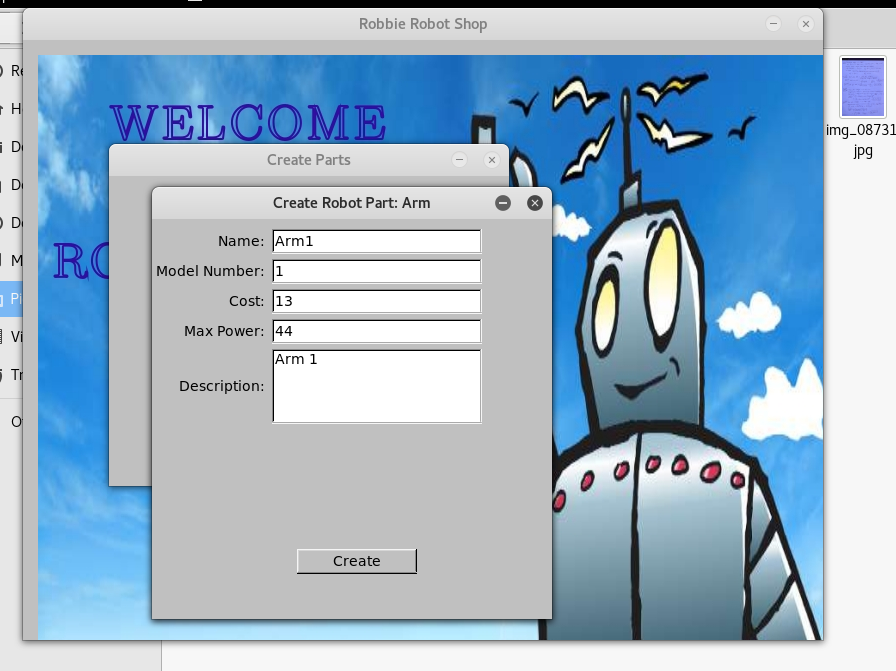 Robbie Robot Shop
WELCOME
Create Parts
Create Robot Part: Arm
Name: Arm1
Model Number: 1
Cost: 13
Max Power: 44
Description: Arm 1
Create
img_08731
jpg